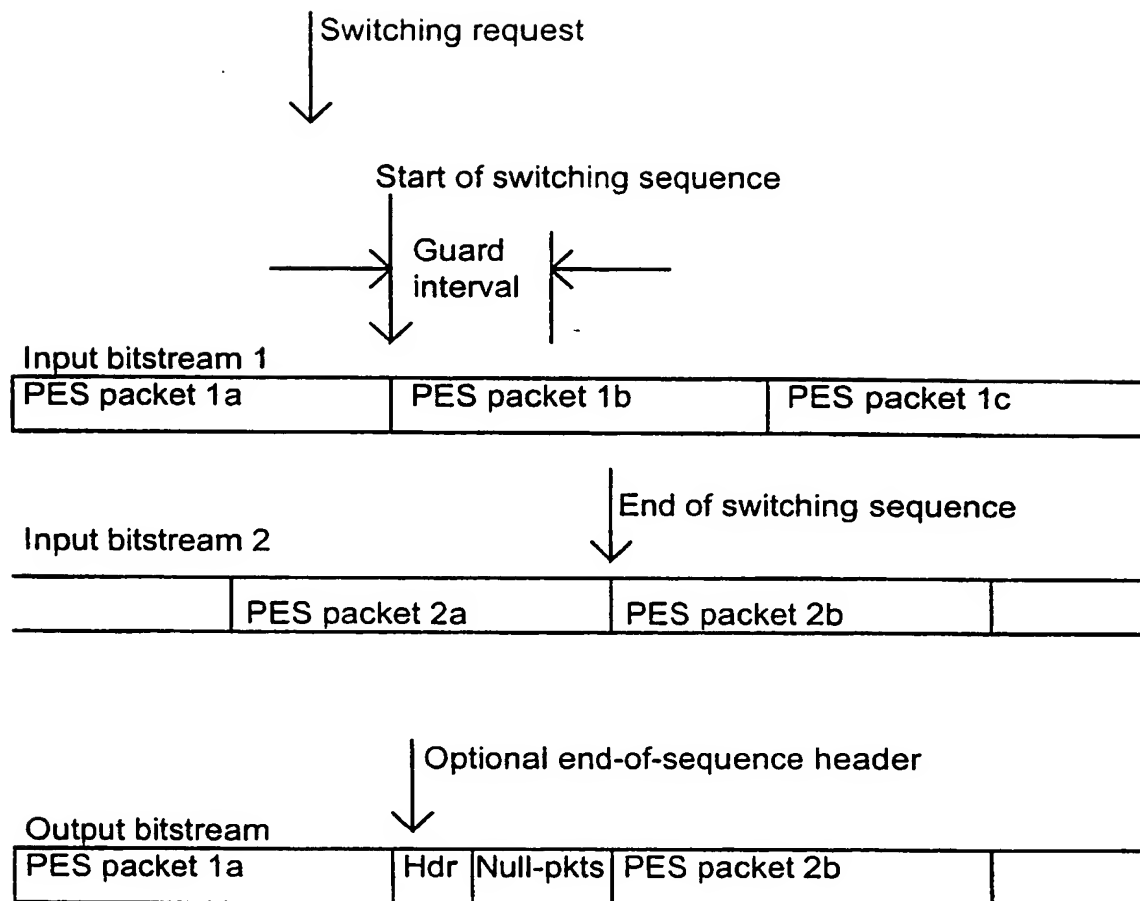 Switching request
Start of switching sequence
Guard
interval
Input bitstream 1
PES packet 1a
PES packet 1b
PES packet 1c
End of switching sequence
Input bitstream 2
PES packet 2a
PES packet 2b
Optional end-of-sequence header
Output bitstream
PES packet 1a
Hdr
Null-pkts
PES packet 2b